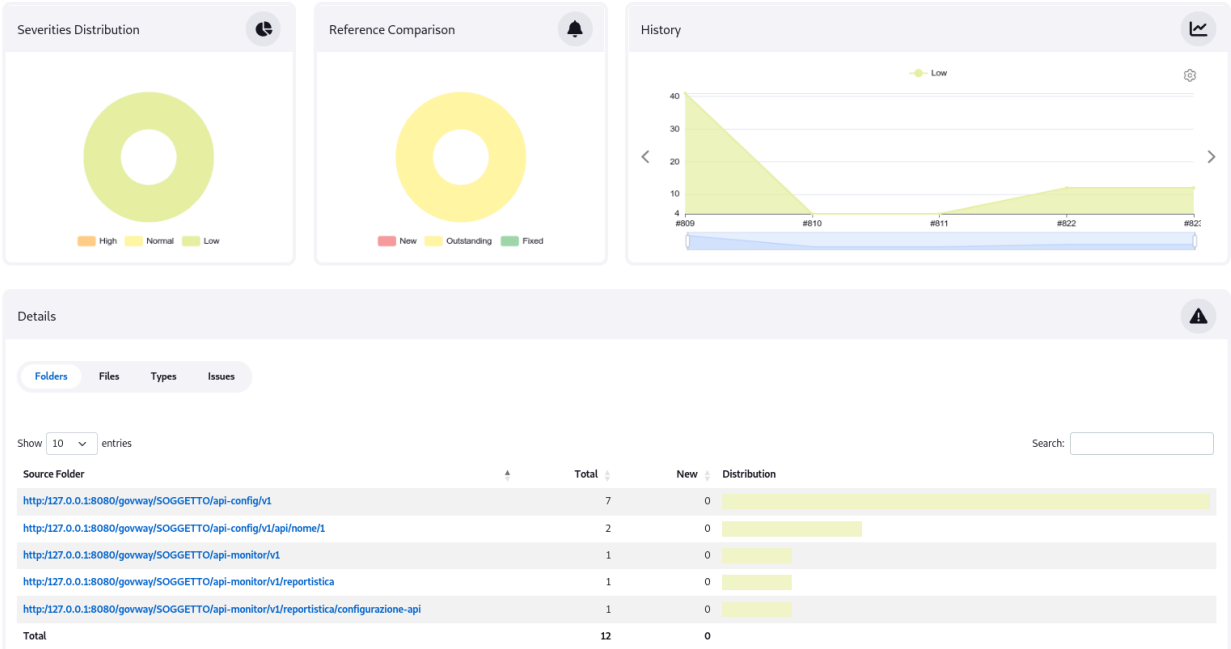 Severities Distribution
High Normal Low
Reference Comparison
New Outstanding Fixed
History
Low
40
30
20
10
4
#809 #810 #811 #822 #823
Details
Folders Files Types Issues
Show 10 entries
Search:
Source Folder Total New Distribution
http:/127.0.0.1:8080/govway/SOGGETTO/api-config/v1 7 0
http:/127.0.0.1:8080/govway/SOGGETTO/api-config/v1/api/nome/1 2 0
http:/127.0.0.1:8080/govway/SOGGETTO/api-monitor/v1 1 0
http:/127.0.0.1:8080/govway/SOGGETTO/api-monitor/v1/reportistica 1 0
http:/127.0.0.1:8080/govway/SOGGETTO/api-monitor/v1/reportistica/configurazione-api 1 0
Total 12 0